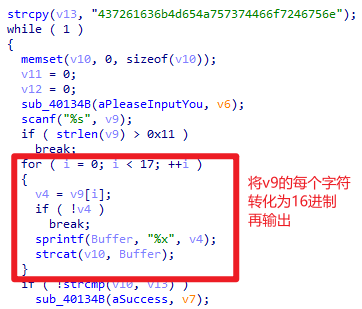 strcpy(v13, "437261636b4d654a757374466f7246756e");
while ( 1 )
{
memset(v10, 0, sizeof(v10));
v11 = 0;
v12 = 0;
sub_40134B(aPleaseInputYou, v6);
scanf("%s", v9);
if ( strlen(v9) > 0x11 )
break;
for ( i = 0; i < 17; ++i )
{
v4 = v9[i];
if ( !v4 )
break;
sprintf(Buffer, "%x", v4);
strcat(v10, Buffer);
}
将v9的每个字符
转化为16进制
再输出
if ( !strcmp(v10, v13) )
sub_40134B(aSuccess, v7);